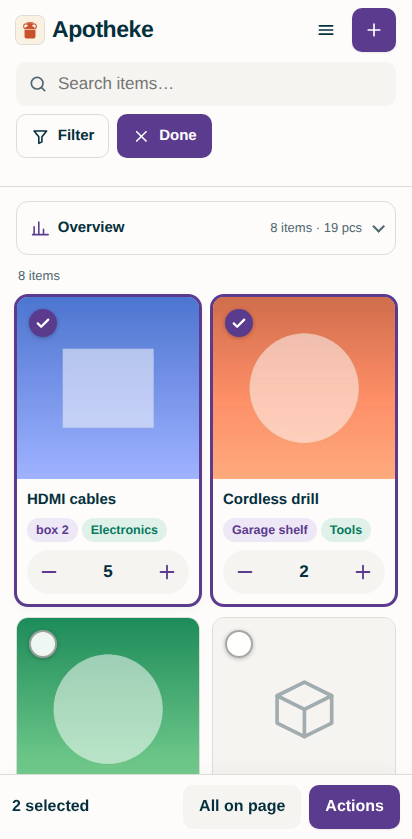 Apotheke
Search items…
Filter
Done
Overview
8 items · 19 pcs
8 items
HDMI cables
box 2
Electronics
5
Cordless drill
Garage shelf
Tools
2
2 selected
All on page
Actions